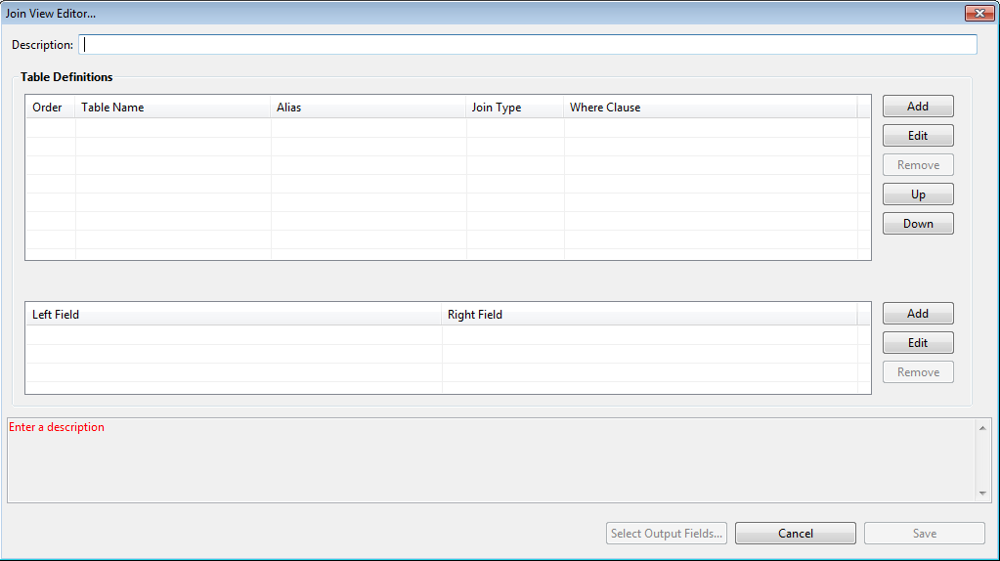 Join View Editor...
Description:
Table Definitions
Order Table Name Alias Join Type Where Clause
Add
Edit
Remove
Up
Down
Left Field Right Field
Add
Edit
Remove
Enter a description
Select Output Fields... Cancel Save